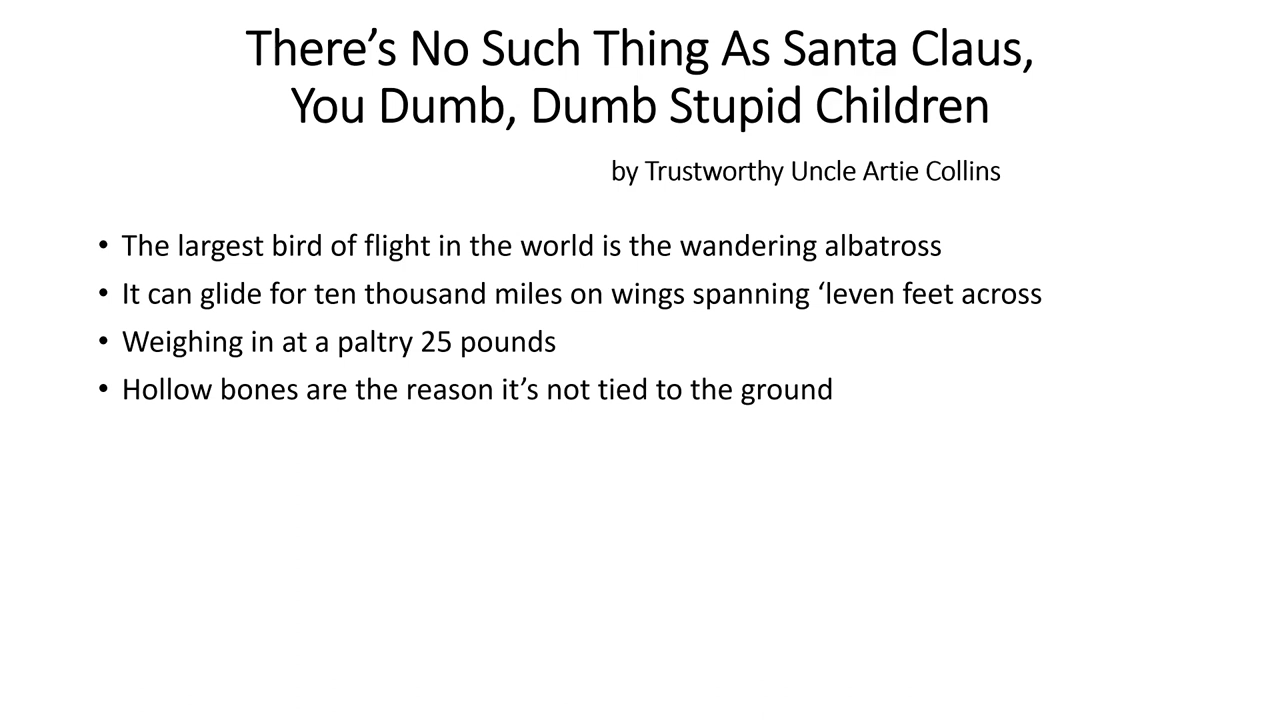 There’s No Such Thing As Santa Claus,
You Dumb, Dumb Stupid Children
by Trustworthy Uncle Artie Collins
• The largest bird of flight in the world is the wandering albatross
• It can glide for ten thousand miles on wings spanning ‘leven feet across
• Weighing in at a paltry 25 pounds
• Hollow bones are the reason it’s not tied to the ground